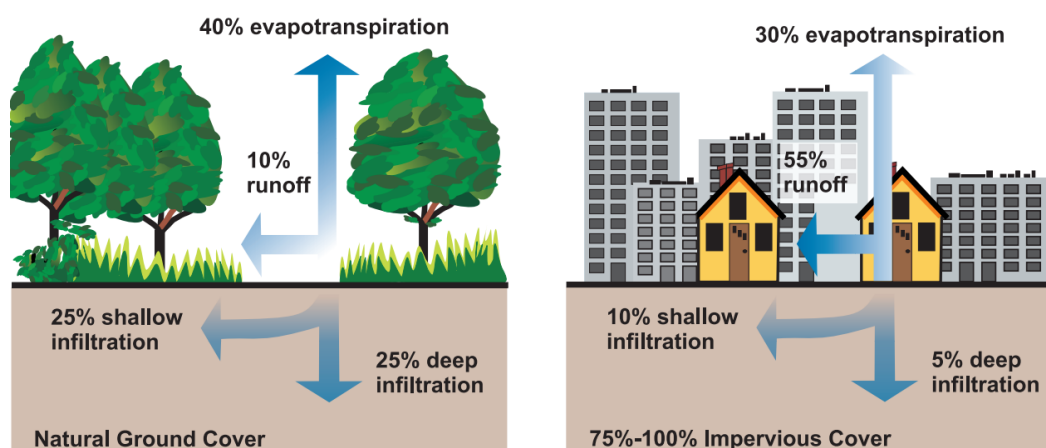 40% evapotranspiration
10%
runoff
25% shallow
infiltration
25% deep
infiltration
Natural Ground Cover
30% evapotranspiration
55%
runoff
10% shallow
infiltration
5% deep
infiltration
75%-100% Impervious Cover